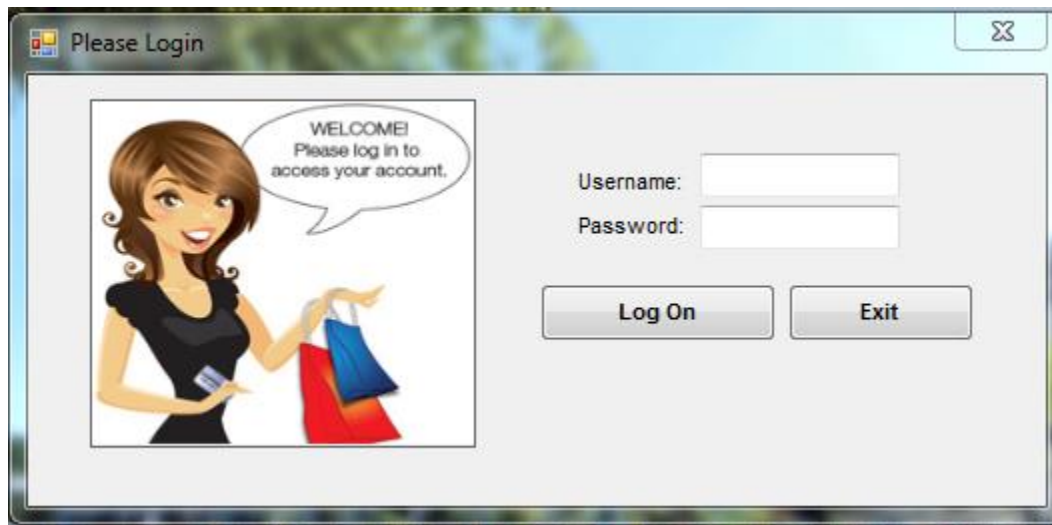 Please Login
WELCOME!
Please log in to
access your account.
Username:
Password:
Log On
Exit